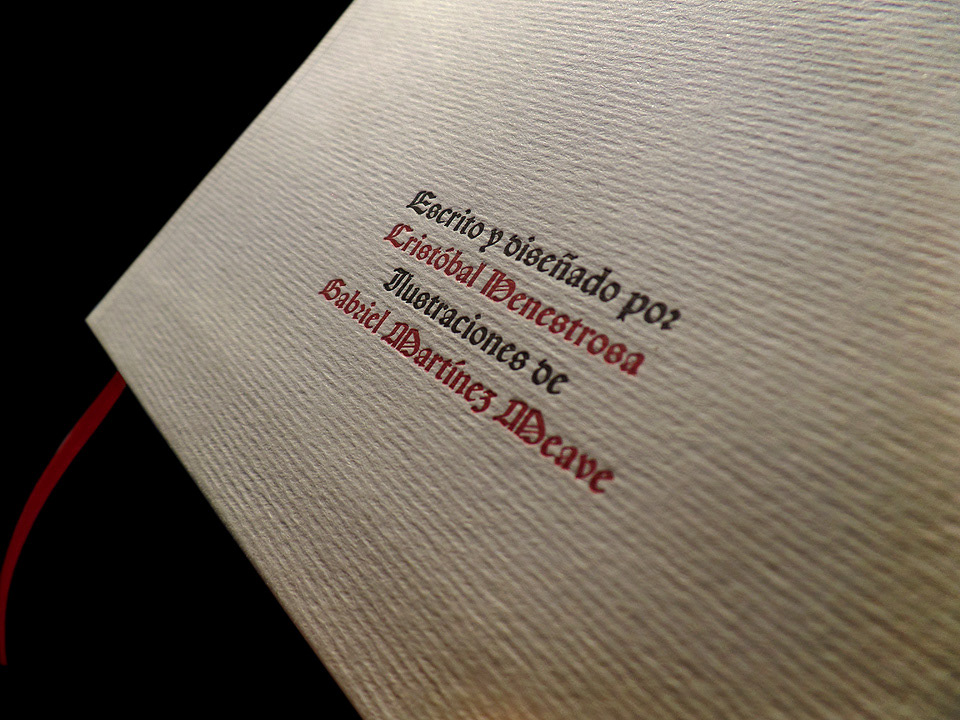 Escrito y diseñado por
Cristóbal Henestrosa
Ilustraciones de
Gabriel Martínez Meave